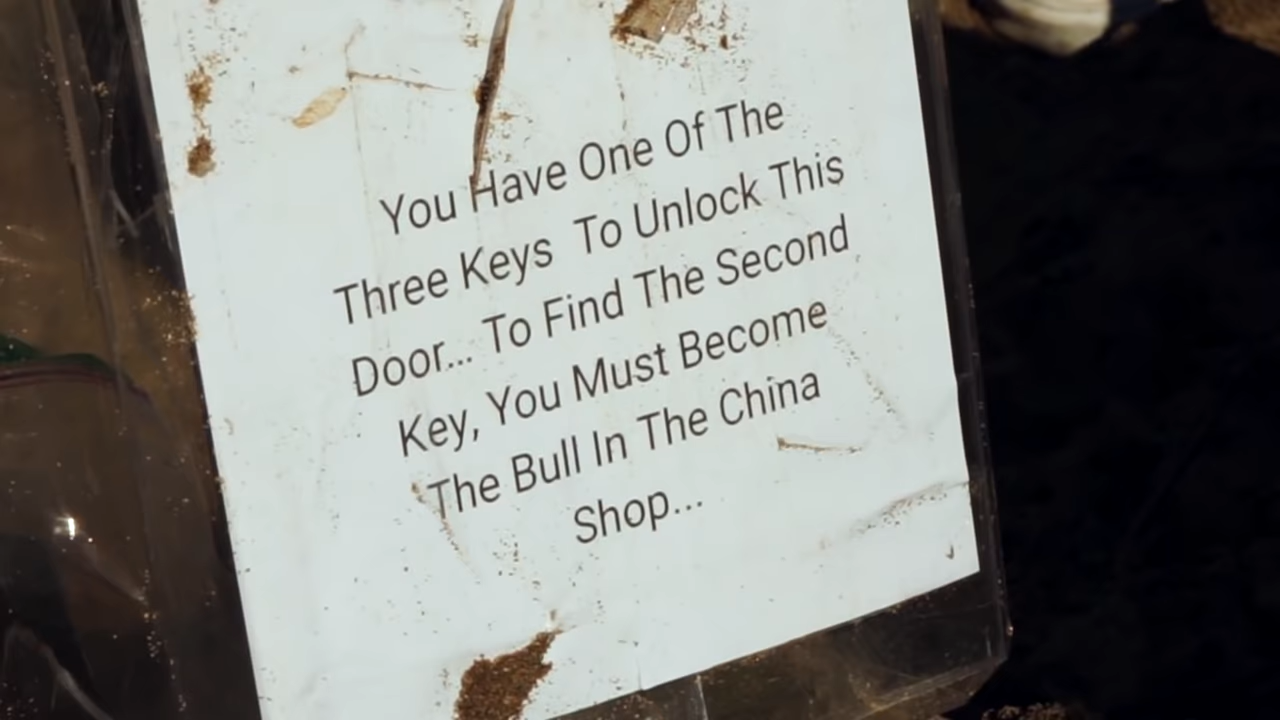 You Have One Of The
Three Keys To Unlock This
Door... To Find The Second
Key, You Must Become
The Bull In The China
Shop...